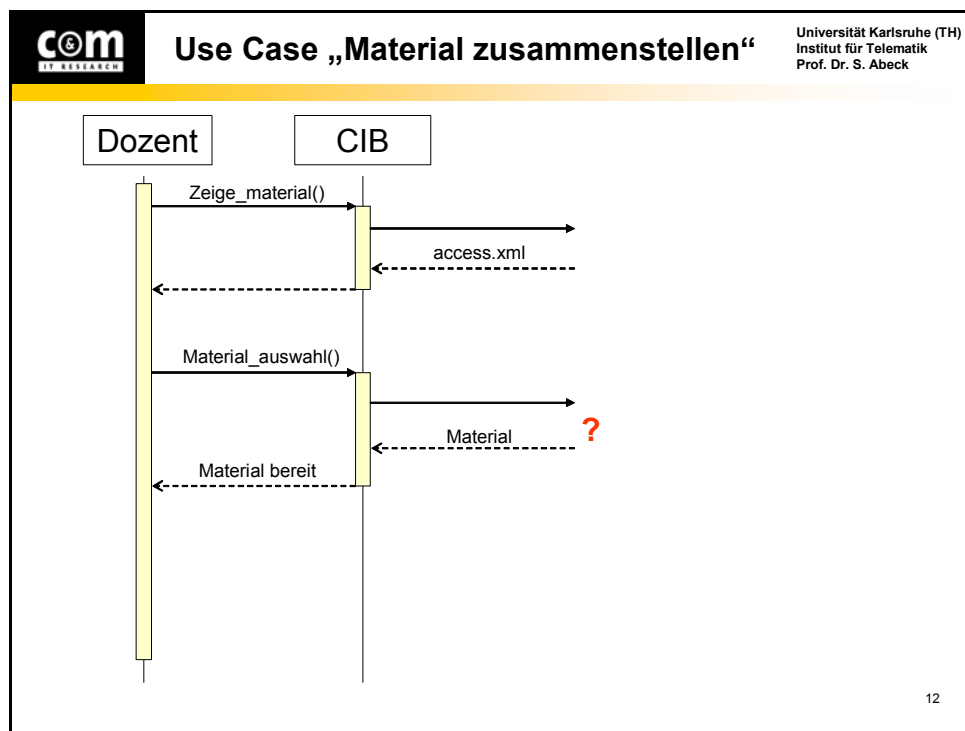 C&M
IT RESEARCH
Use Case „Material zusammenstellen“
Universität Karlsruhe (TH)
Institut für Telematik
Prof. Dr. S. Abeck
Dozent
CIB
Zeige_material()
access.xml
Material_auswahl()
Material
?
Material bereit
12